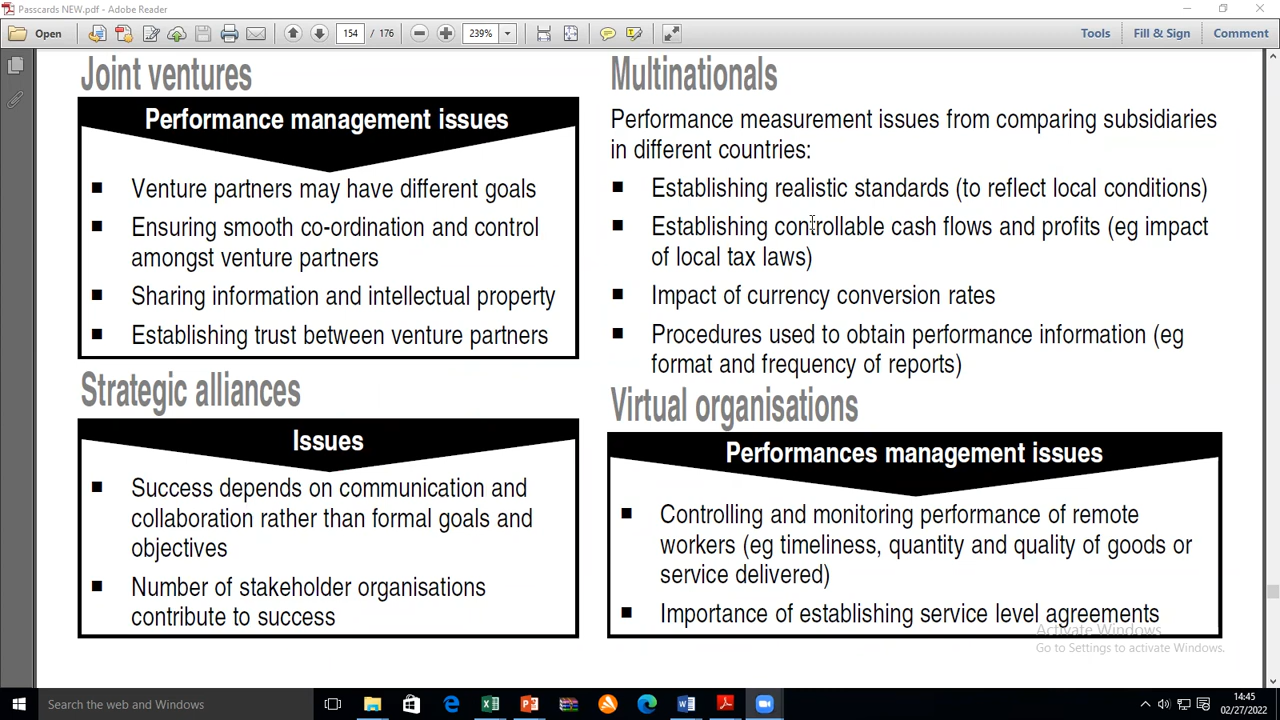 Passcards NEW.pdf - Adobe Reader
Open
154 / 176
239%
Tools
Fill & Sign
Comment
Joint ventures
Performance management issues
Venture partners may have different goals
Ensuring smooth co-ordination and control
amongst venture partners
Sharing information and intellectual property
Establishing trust between venture partners
Strategic alliances
Issues
Success depends on communication and
collaboration rather than formal goals and
objectives
Number of stakeholder organisations
contribute to success
Multinationals
Performance measurement issues from comparing subsidiaries
in different countries:
Establishing realistic standards (to reflect local conditions)
Establishing controllable cash flows and profits (eg impact
of local tax laws)
Impact of currency conversion rates
Procedures used to obtain performance information (eg
format and frequency of reports)
Virtual organisations
Performances management issues
Controlling and monitoring performance of remote
workers (eg timeliness, quantity and quality of goods or
service delivered)
Importance of establishing service level agreements
Activate Windows
Go to Settings to activate Windows.
Search the web and Windows
14:45
02/27/2022